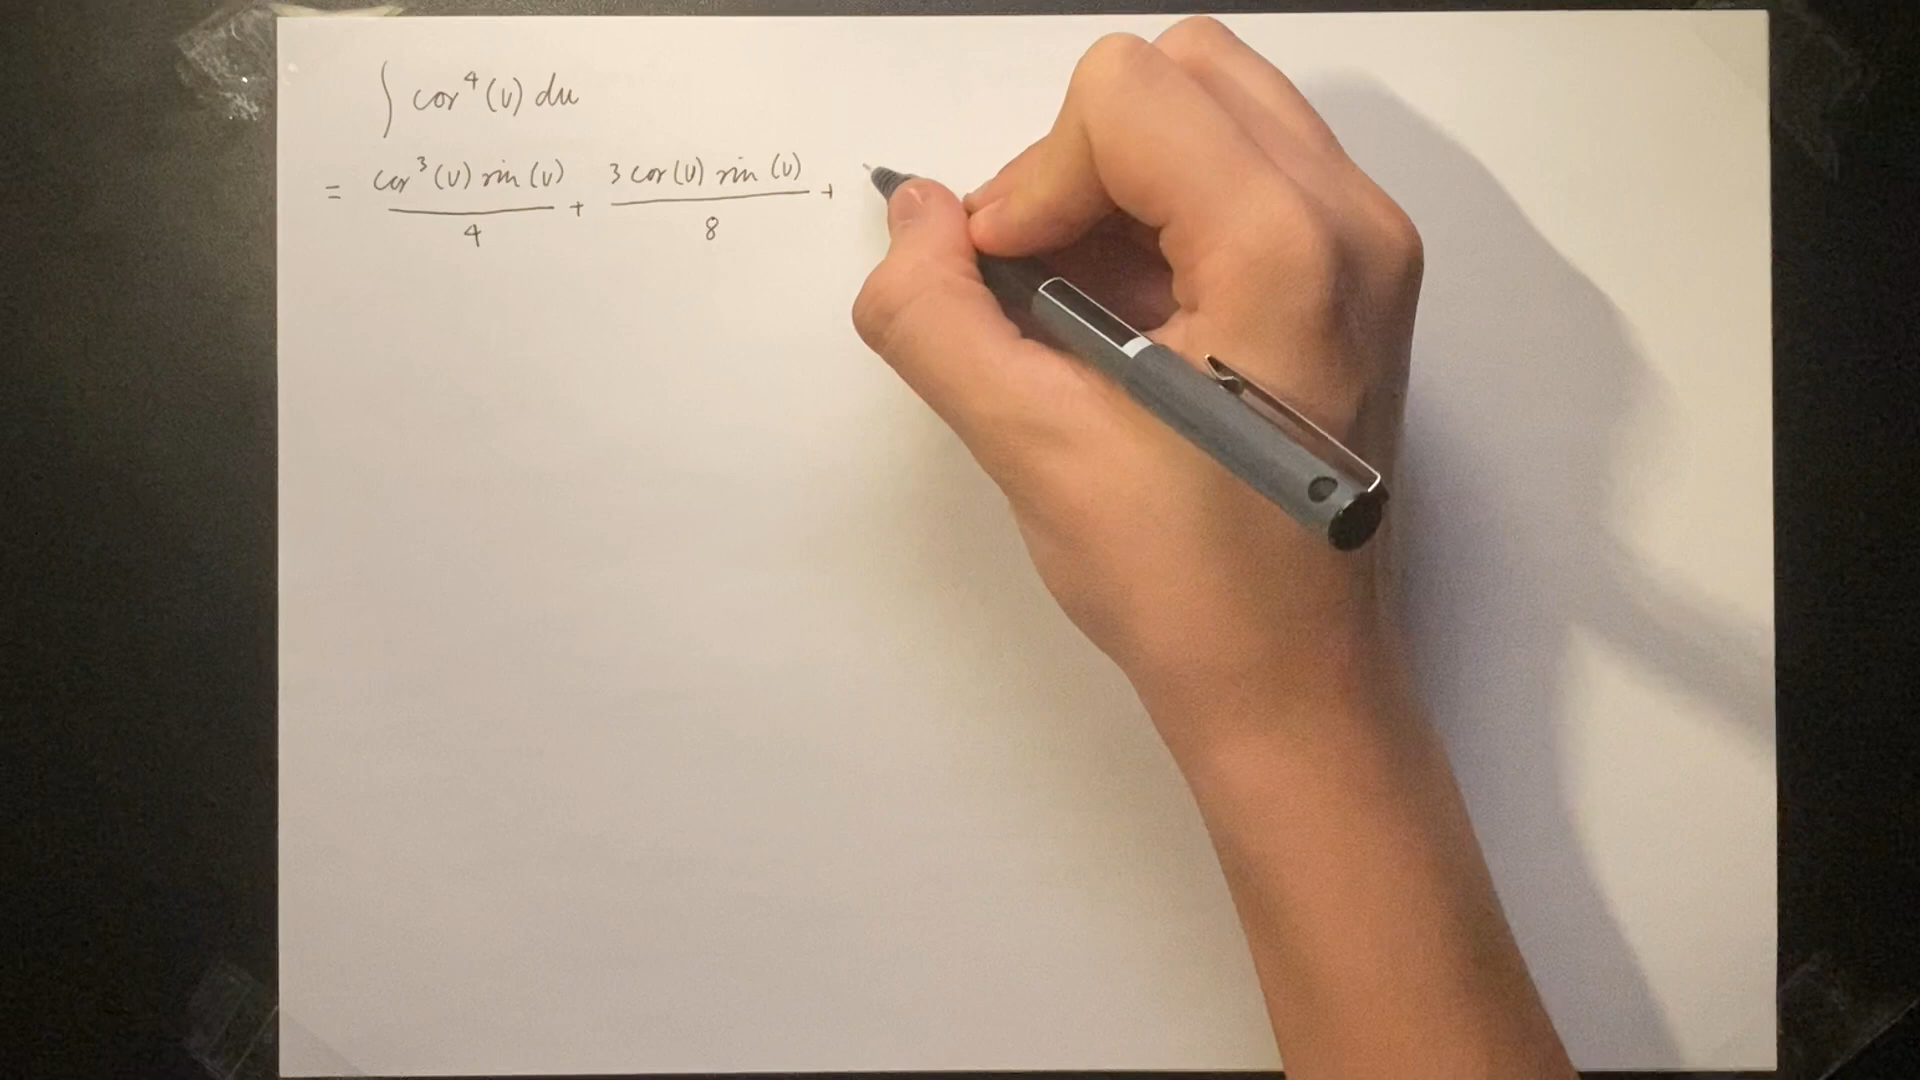 ∫ cos⁴(u) du
= cos³(u) sin(u)/4 + 3 cos(u) sin(u)/8 +